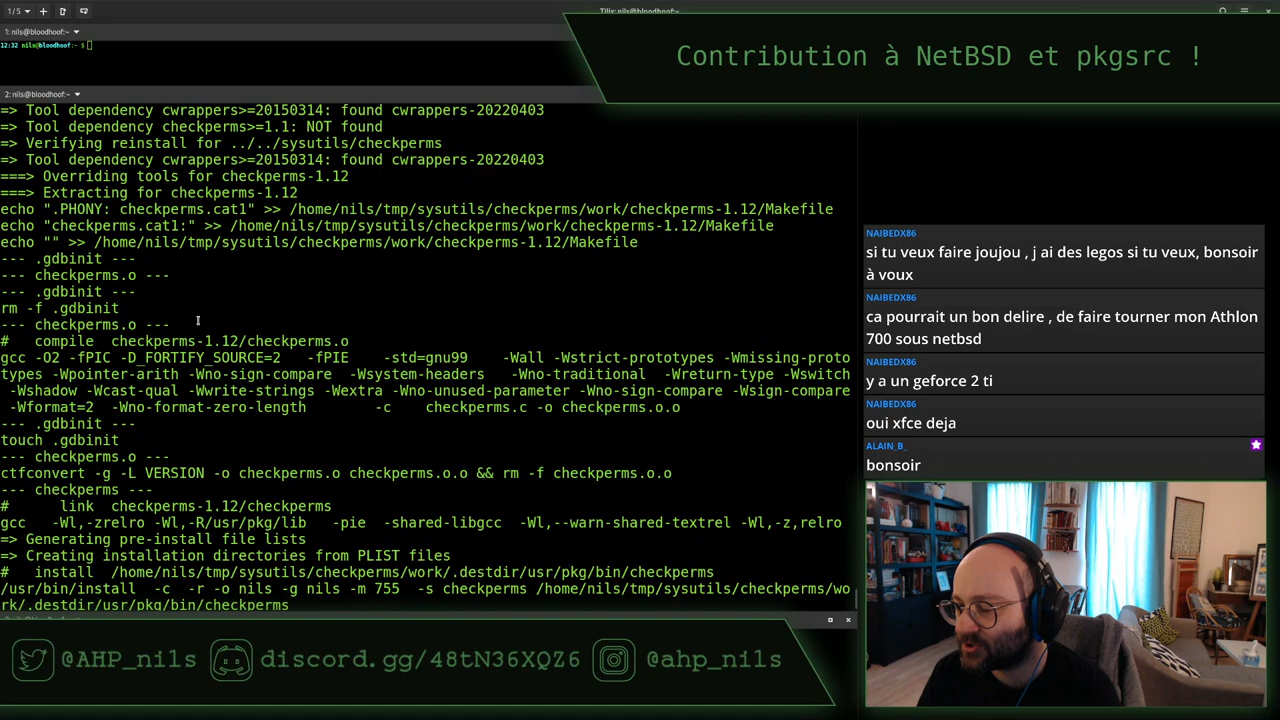 1/5
Tilix: nils@bloodhoof:~
1: nils@bloodhoof:~
12:32 nils@bloodhoof:~ $
Contribution à NetBSD et pkgsrc !
2: nils@bloodhoof:~
=> Tool dependency cwrappers>=20150314: found cwrappers-20220403
=> Tool dependency checkperms>=1.1: NOT found
=> Verifying reinstall for ../../sysutils/checkperms
=> Tool dependency cwrappers>=20150314: found cwrappers-20220403
===> Overriding tools for checkperms-1.12
===> Extracting for checkperms-1.12
echo ".PHONY: checkperms.cat1" >> /home/nils/tmp/sysutils/checkperms/work/checkperms-1.12/Makefile
echo "checkperms.cat1:" >> /home/nils/tmp/sysutils/checkperms/work/checkperms-1.12/Makefile
echo "" >> /home/nils/tmp/sysutils/checkperms/work/checkperms-1.12/Makefile
--- .gdbinit ---
--- checkperms.o ---
--- .gdbinit ---
rm -f .gdbinit
--- checkperms.o ---
#   compile  checkperms-1.12/checkperms.o
gcc -O2 -fPIC -D_FORTIFY_SOURCE=2   -fPIE    -std=gnu99    -Wall -Wstrict-prototypes -Wmissing-proto
types -Wpointer-arith -Wno-sign-compare  -Wsystem-headers   -Wno-traditional  -Wreturn-type -Wswitch
 -Wshadow -Wcast-qual -Wwrite-strings -Wextra -Wno-unused-parameter -Wno-sign-compare -Wsign-compare
 -Wformat=2  -Wno-format-zero-length        -c    checkperms.c -o checkperms.o.o
--- .gdbinit ---
touch .gdbinit
--- checkperms.o ---
ctfconvert -g -L VERSION -o checkperms.o checkperms.o.o && rm -f checkperms.o.o
--- checkperms ---
#      link  checkperms-1.12/checkperms
gcc   -Wl,-zrelro -Wl,-R/usr/pkg/lib   -pie  -shared-libgcc  -Wl,--warn-shared-textrel -Wl,-z,relro
=> Generating pre-install file lists
=> Creating installation directories from PLIST files
#   install  /home/nils/tmp/sysutils/checkperms/work/.destdir/usr/pkg/bin/checkperms
/usr/bin/install  -c  -r -o nils -g nils -m 755  -s checkperms /home/nils/tmp/sysutils/checkperms/wo
rk/.destdir/usr/pkg/bin/checkperms
NAIBEDX86
si tu veux faire joujou , j ai des legos si tu veux, bonsoir
à voux
NAIBEDX86
ca pourrait un bon delire , de faire tourner mon Athlon
700 sous netbsd
NAIBEDX86
y a un geforce 2 ti
NAIBEDX86
oui xfce deja
ALAIN_B_
bonsoir
@AHP_nils
discord.gg/48tN36XQZ6
@ahp_nils